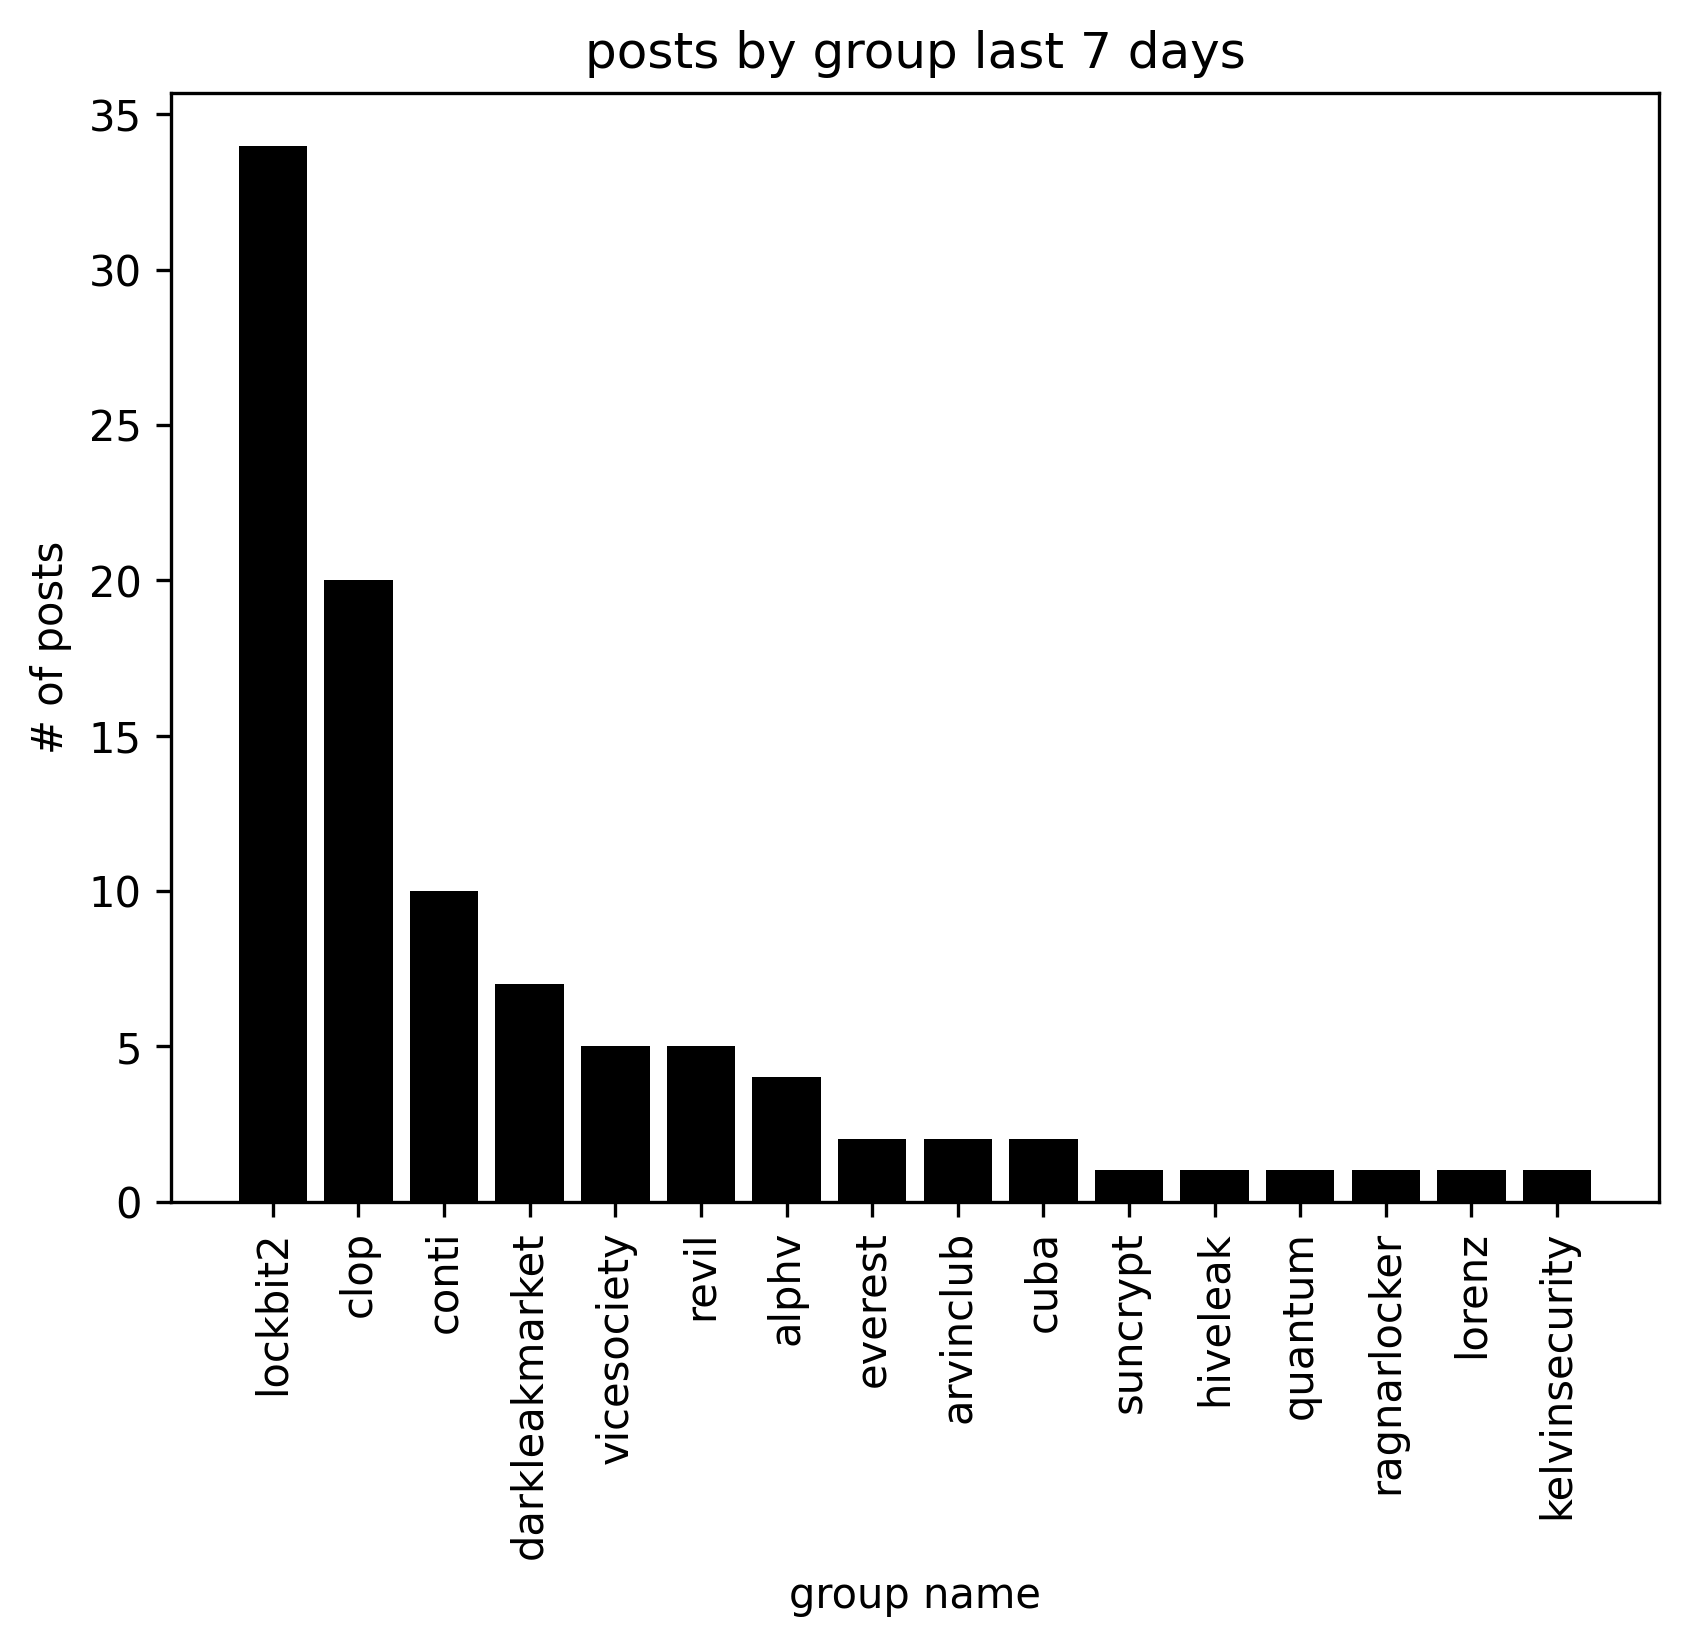 posts by group last 7 days
35
30
25
20
15
10
5
0
# of posts
lockbit2
clop
conti
darkleakmarket
vicesociety
revil
alphv
everest
arvinclub
cuba
suncrypt
hiveleak
quantum
ragnarlocker
lorenz
kelvinsecurity
group name